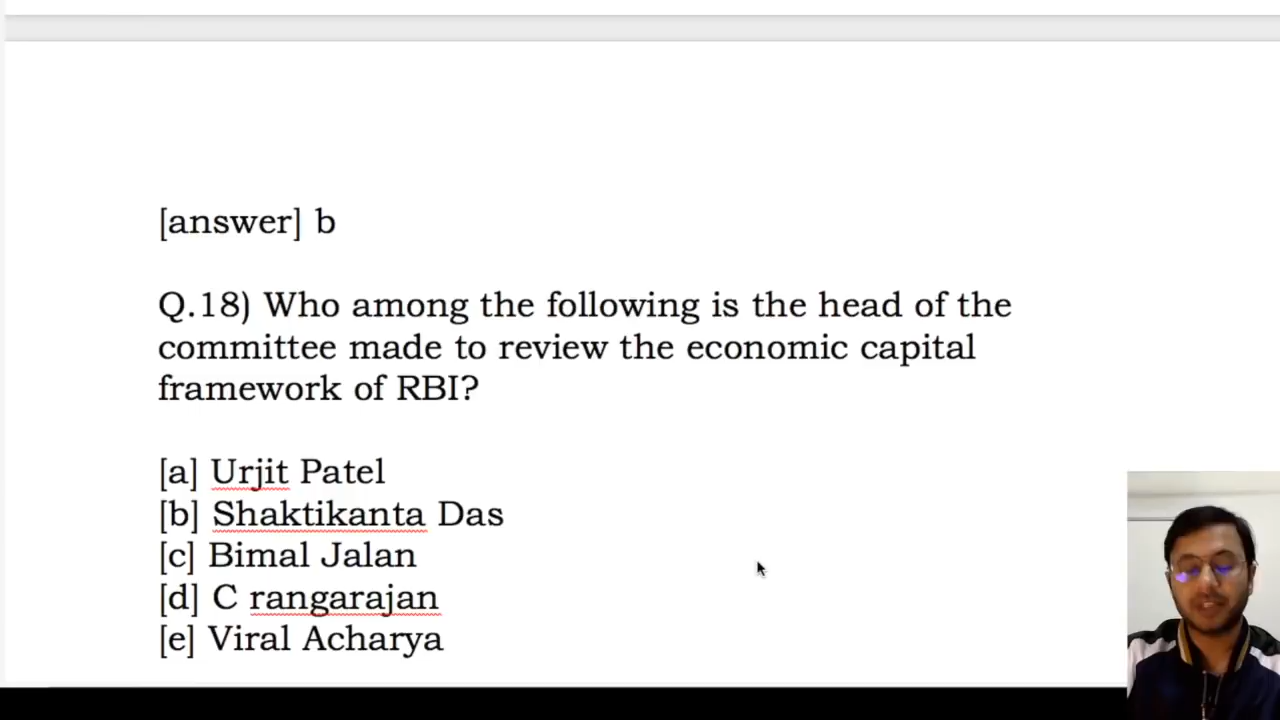 [answer] b
Q.18) Who among the following is the head of the
committee made to review the economic capital
framework of RBI?
[a] Urjit Patel
[b] Shaktikanta Das
[c] Bimal Jalan
[d] C rangarajan
[e] Viral Acharya